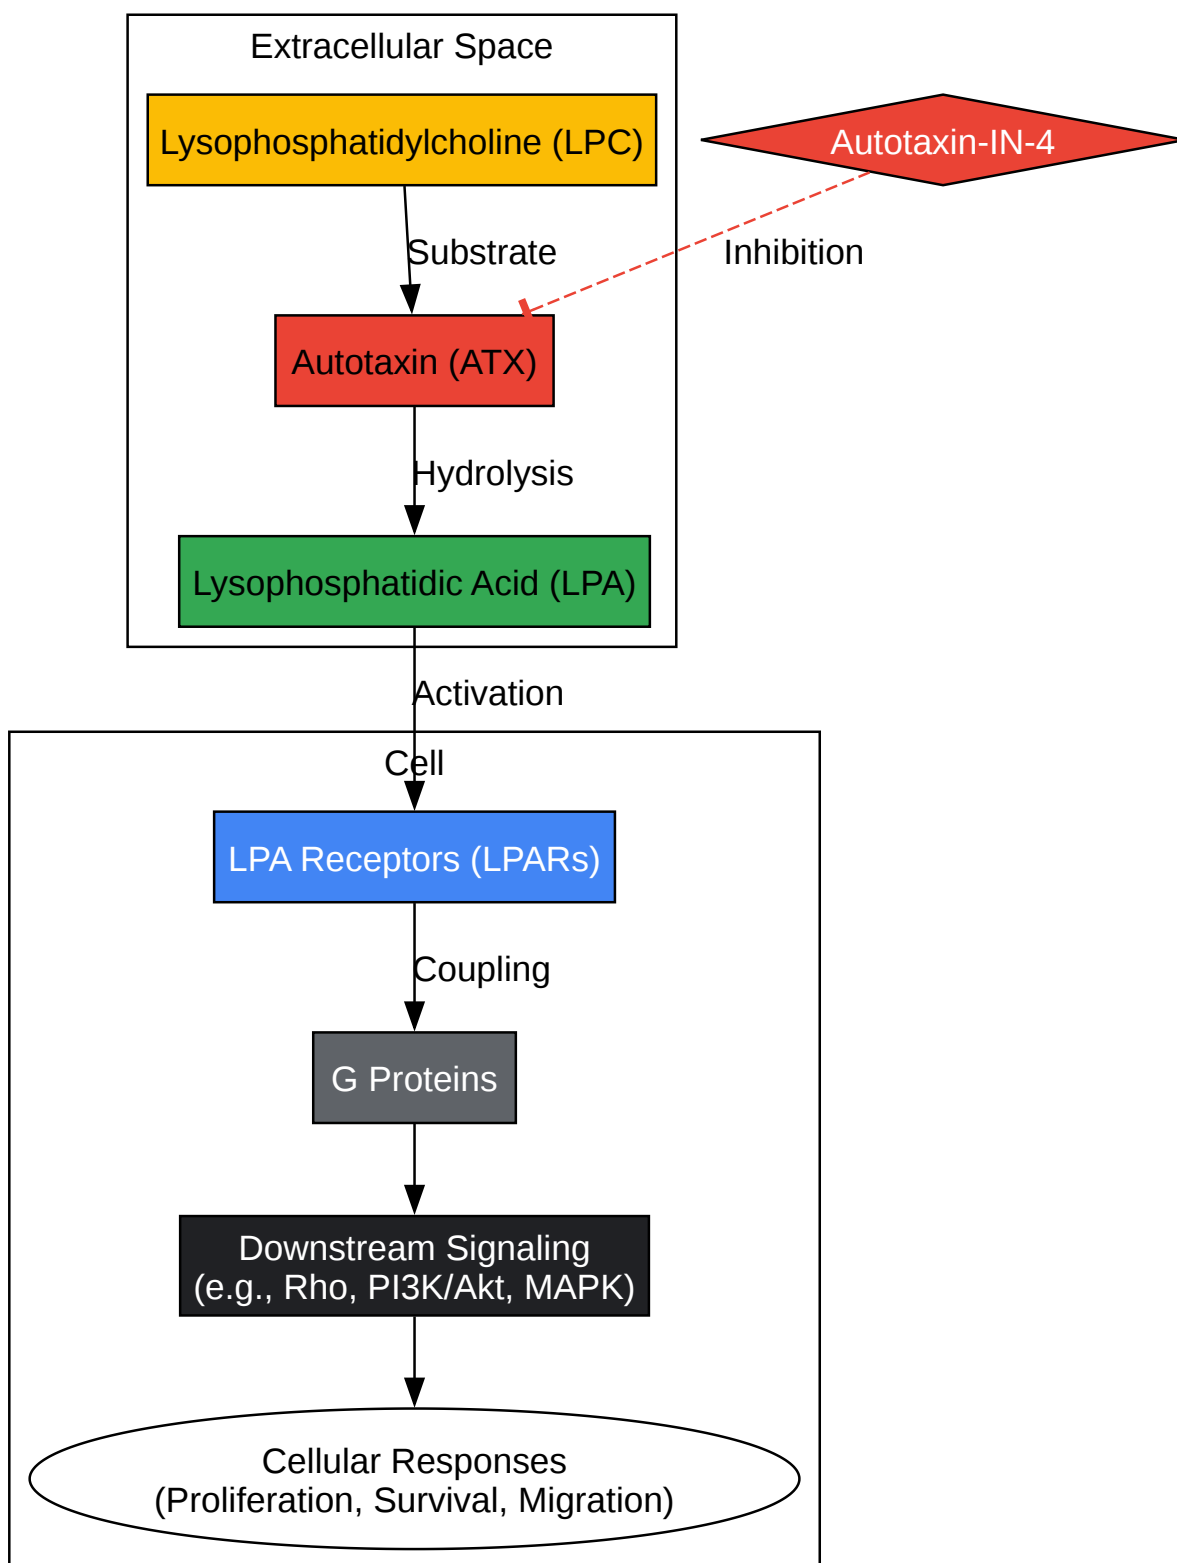 Extracellular Space
Lysophosphatidylcholine (LPC)
Autotaxin-IN-4
Substrate
Inhibition
Autotaxin (ATX)
Hydrolysis
Lysophosphatidic Acid (LPA)
Activation
Cell
LPA Receptors (LPARs)
Coupling
G Proteins
Downstream Signaling
(e.g., Rho, PI3K/Akt, MAPK)
Cellular Responses
(Proliferation, Survival, Migration)